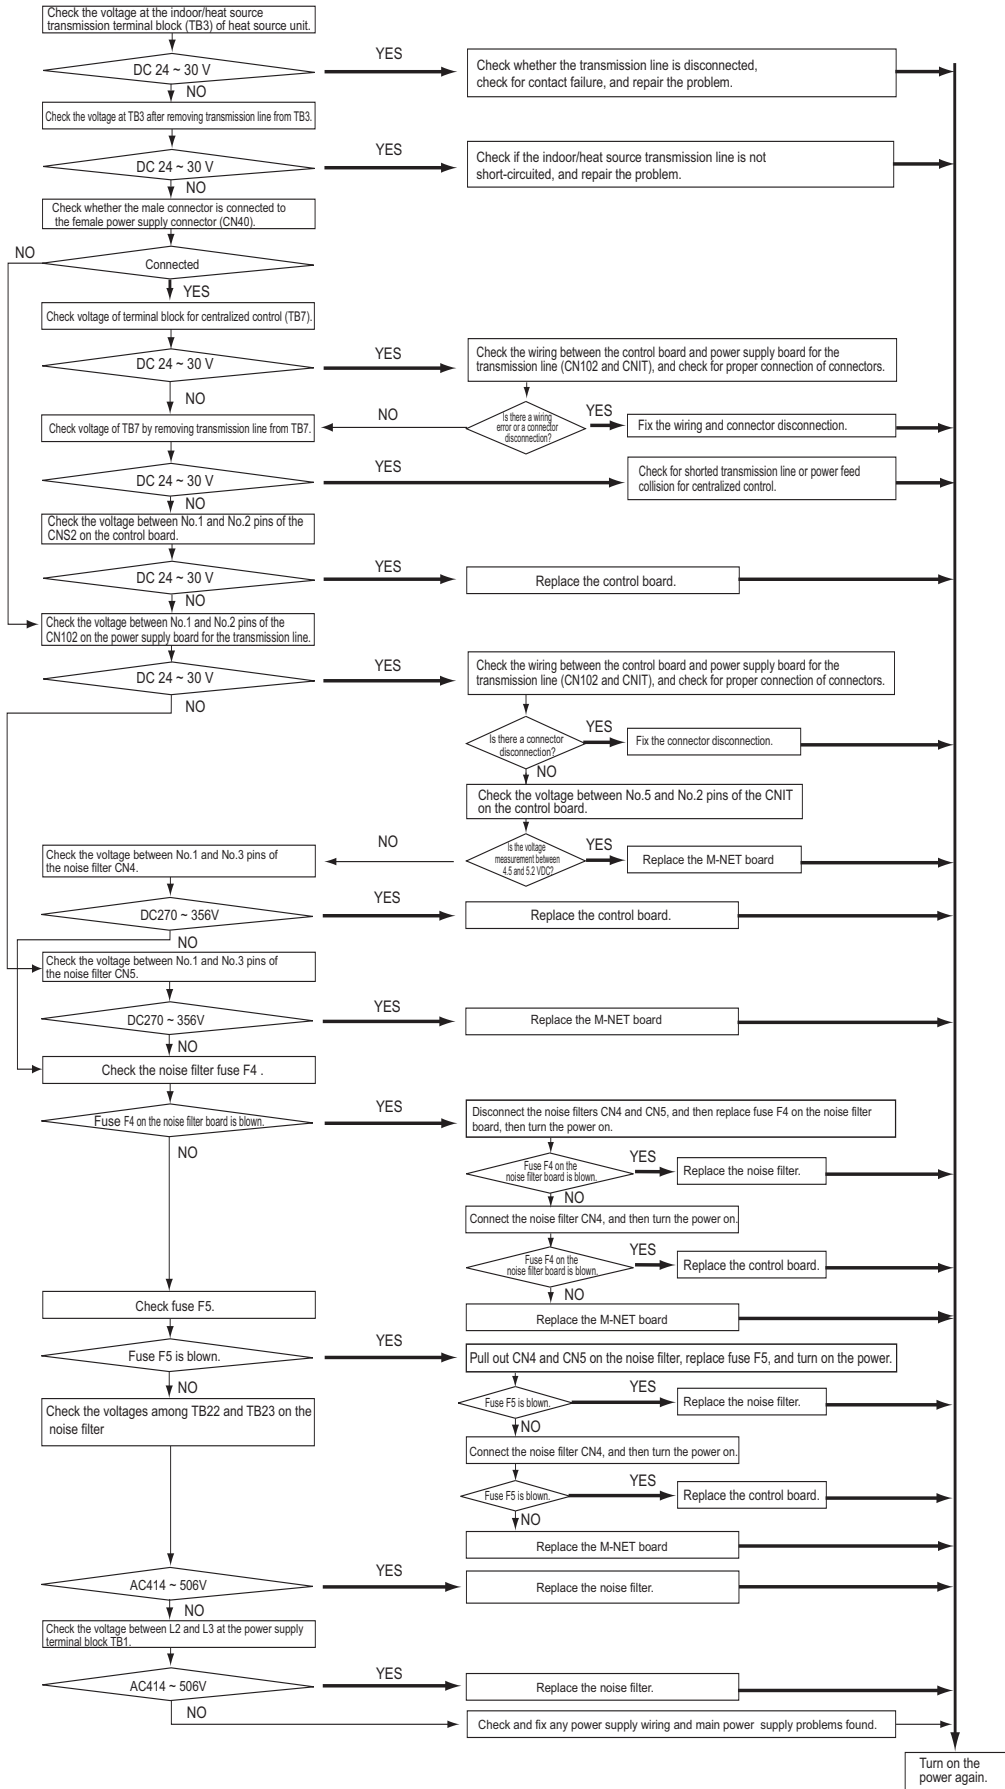 Check the voltage at the indoor/heat source
transmission terminal block (TB3) of heat source unit.
YES
DC 24 ~ 30 V
Check whether the transmission line is disconnected,
check for contact failure, and repair the problem.
NO
Check the voltage at TB3 after removing transmission line from TB3.
YES
DC 24 ~ 30 V
Check if the indoor/heat source transmission line is not
short-circuited, and repair the problem.
NO
Check whether the male connector is connected to
the female power supply connector (CN40).
NO
Connected
YES
Check voltage of terminal block for centralized control (TB7).
YES
DC 24 ~ 30 V
Check the wiring between the control board and power supply board for the
transmission line (CN102 and CNIT), and check for proper connection of connectors.
NO
Check voltage of TB7 by removing transmission line from TB7.
NO
Is there a wiring
error or a connector
disconnection?
YES
Fix the wiring and connector disconnection.
YES
DC 24 ~ 30 V
Check for shorted transmission line or power feed
collision for centralized control.
NO
Check the voltage between No.1 and No.2 pins of the
CNS2 on the control board.
YES
DC 24 ~ 30 V
Replace the control board.
NO
Check the voltage between No.1 and No.2 pins of the
CN102 on the power supply board for the transmission line.
YES
DC 24 ~ 30 V
Check the wiring between the control board and power supply board for the
transmission line (CN102 and CNIT), and check for proper connection of connectors.
NO
Is there a connector
disconnection?
YES
Fix the connector disconnection.
NO
Check the voltage between No.5 and No.2 pins of the CNIT
on the control board.
NO
Is the voltage
measurement between
4.5 and 5.2 VDC?
YES
Replace the M-NET board
Check the voltage between No.1 and No.3 pins of
the noise filter CN4.
YES
DC270 ~ 356V
Replace the control board.
NO
Check the voltage between No.1 and No.3 pins of
the noise filter CN5.
YES
DC270 ~ 356V
Replace the M-NET board
NO
Check the noise filter fuse F4 .
YES
Fuse F4 on the noise filter board is blown.
Disconnect the noise filters CN4 and CN5, and then replace fuse F4 on the noise filter
board, then turn the power on.
NO
Fuse F4 on the
noise filter board is blown.
YES
Replace the noise filter.
NO
Connect the noise filter CN4, and then turn the power on.
Fuse F4 on the
noise filter board is blown.
YES
Replace the control board.
NO
Replace the M-NET board
Check fuse F5.
YES
Fuse F5 is blown.
Pull out CN4 and CN5 on the noise filter, replace fuse F5, and turn on the power.
NO
Fuse F5 is blown.
YES
Replace the noise filter.
NO
Check the voltages among TB22 and TB23 on the
noise filter
Connect the noise filter CN4, and then turn the power on.
Fuse F5 is blown.
YES
Replace the control board.
NO
Replace the M-NET board
YES
AC414 ~ 506V
Replace the noise filter.
NO
Check the voltage between L2 and L3 at the power supply
terminal block TB1.
YES
AC414 ~ 506V
Replace the noise filter.
NO
Check and fix any power supply wiring and main power supply problems found.
Turn on the
power again.